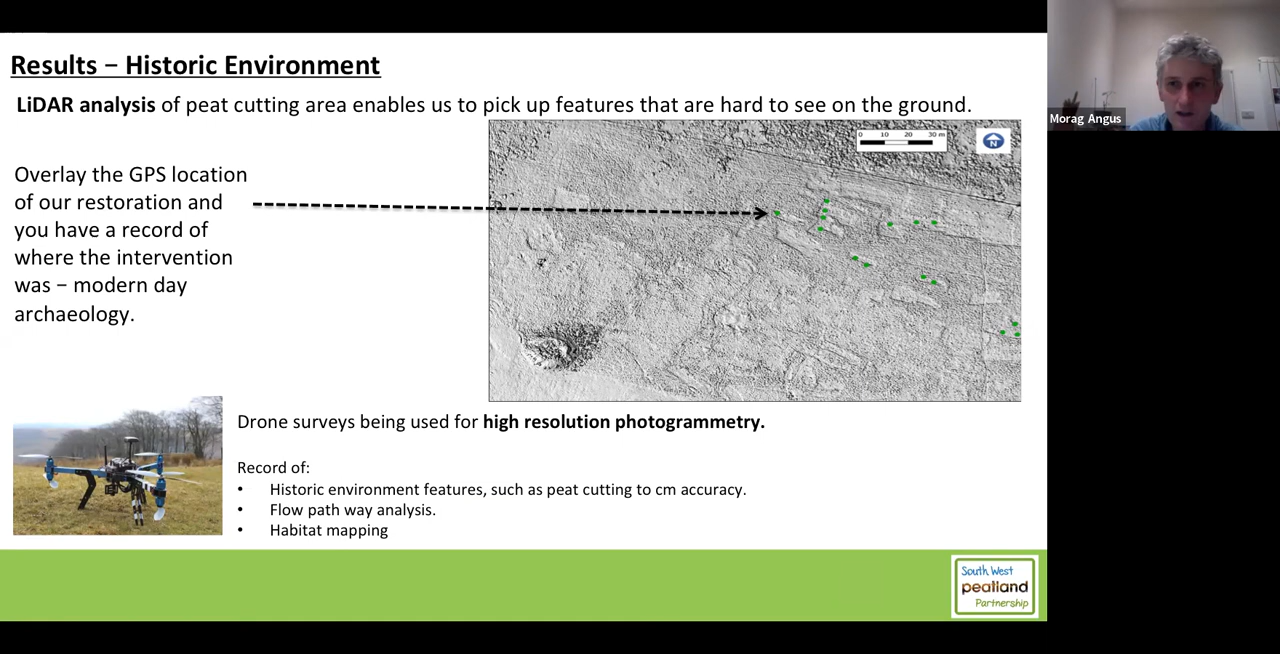 Results – Historic Environment
LiDAR analysis of peat cutting area enables us to pick up features that are hard to see on the ground.
Morag Angus
0 10 20 30 m
N
Overlay the GPS location
of our restoration and
you have a record of
where the intervention
was – modern day
archaeology.
Drone surveys being used for high resolution photogrammetry.
Record of:
• Historic environment features, such as peat cutting to cm accuracy.
• Flow path way analysis.
• Habitat mapping
South West
peatland
Partnership